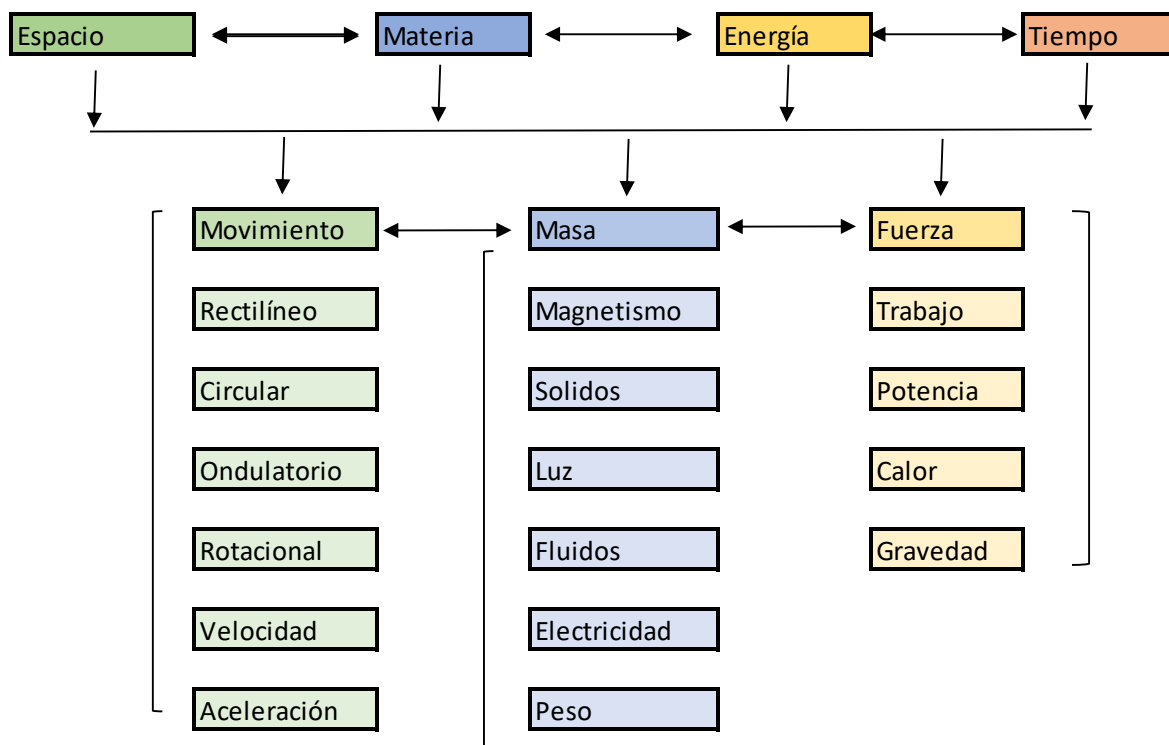 Espacio Materia Energía Tiempo
Movimiento Masa Fuerza
Rectilíneo Magnetismo Trabajo
Circular Solidos Potencia
Ondulatorio Luz Calor
Rotacional Fluidos Gravedad
Velocidad Electricidad
Aceleración Peso